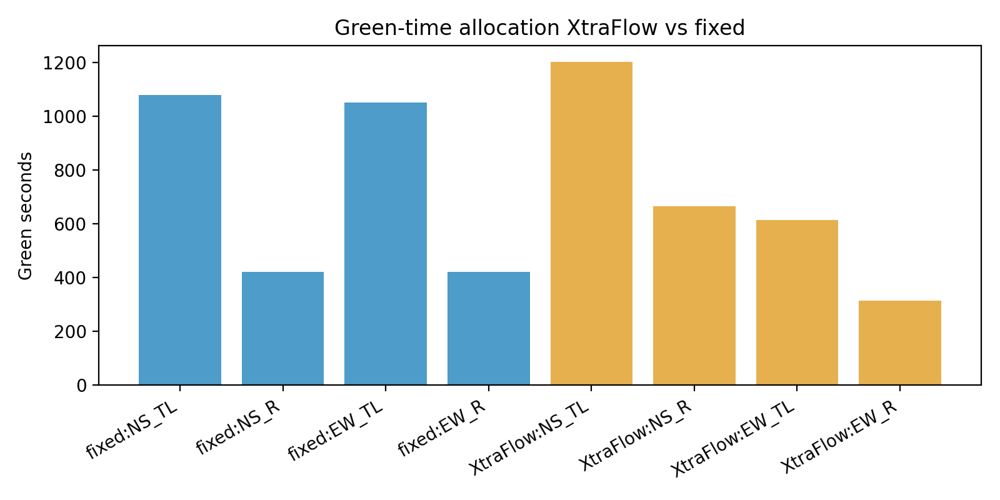 Green-time allocation XtraFlow vs fixed
Green seconds
1200
1000
800
600
400
200
0
fixed:NS_TL
fixed:NS_R
fixed:EW_TL
fixed:EW_R
XtraFlow:NS_TL
XtraFlow:NS_R
XtraFlow:EW_TL
XtraFlow:EW_R